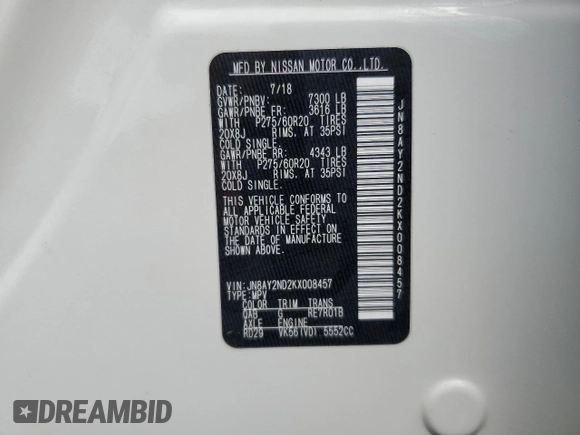 MFD BY NISSAN MOTOR CO.,LTD.
DATE: 7/18
GVWR/PNBV: 7300 LB
GAWR/PNBE FR: 3616 LB
WITH P275/60R20 TIRES
20X8J RIMS. AT 35PSI
COLD SINGLE.
GAWR/PNBE RR: 4343 LB
WITH P275/60R20 TIRES
20X8J RIMS. AT 35PSI
COLD SINGLE.
THIS VEHICLE CONFORMS TO
ALL APPLICABLE FEDERAL
MOTOR VEHICLE SAFETY
STANDARDS IN EFFECT ON
THE DATE OF MANUFACTURE
SHOWN ABOVE.
VIN: JN8AY2ND2KX008457
TYPE: MPV
COLOR TRIM TRANS
QAB G RE7R01B
AXLE ENGINE
RD29 VK56(VD) 5552CC
JN8AY2ND2KX008457
DREAMBID